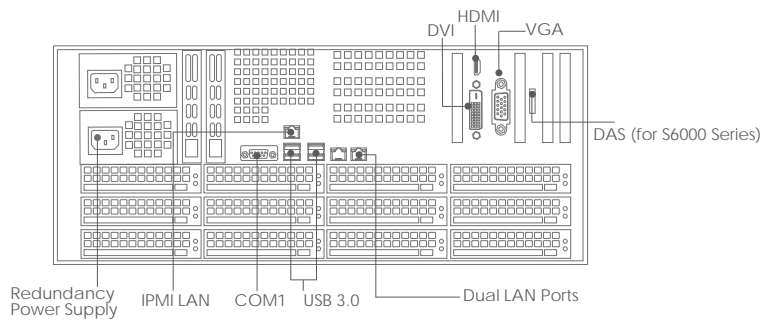 HDMI
DVI
VGA
DAS (for S6000 Series)
Redundancy
Power Supply
IPMI LAN
COM1
USB 3.0
Dual LAN Ports